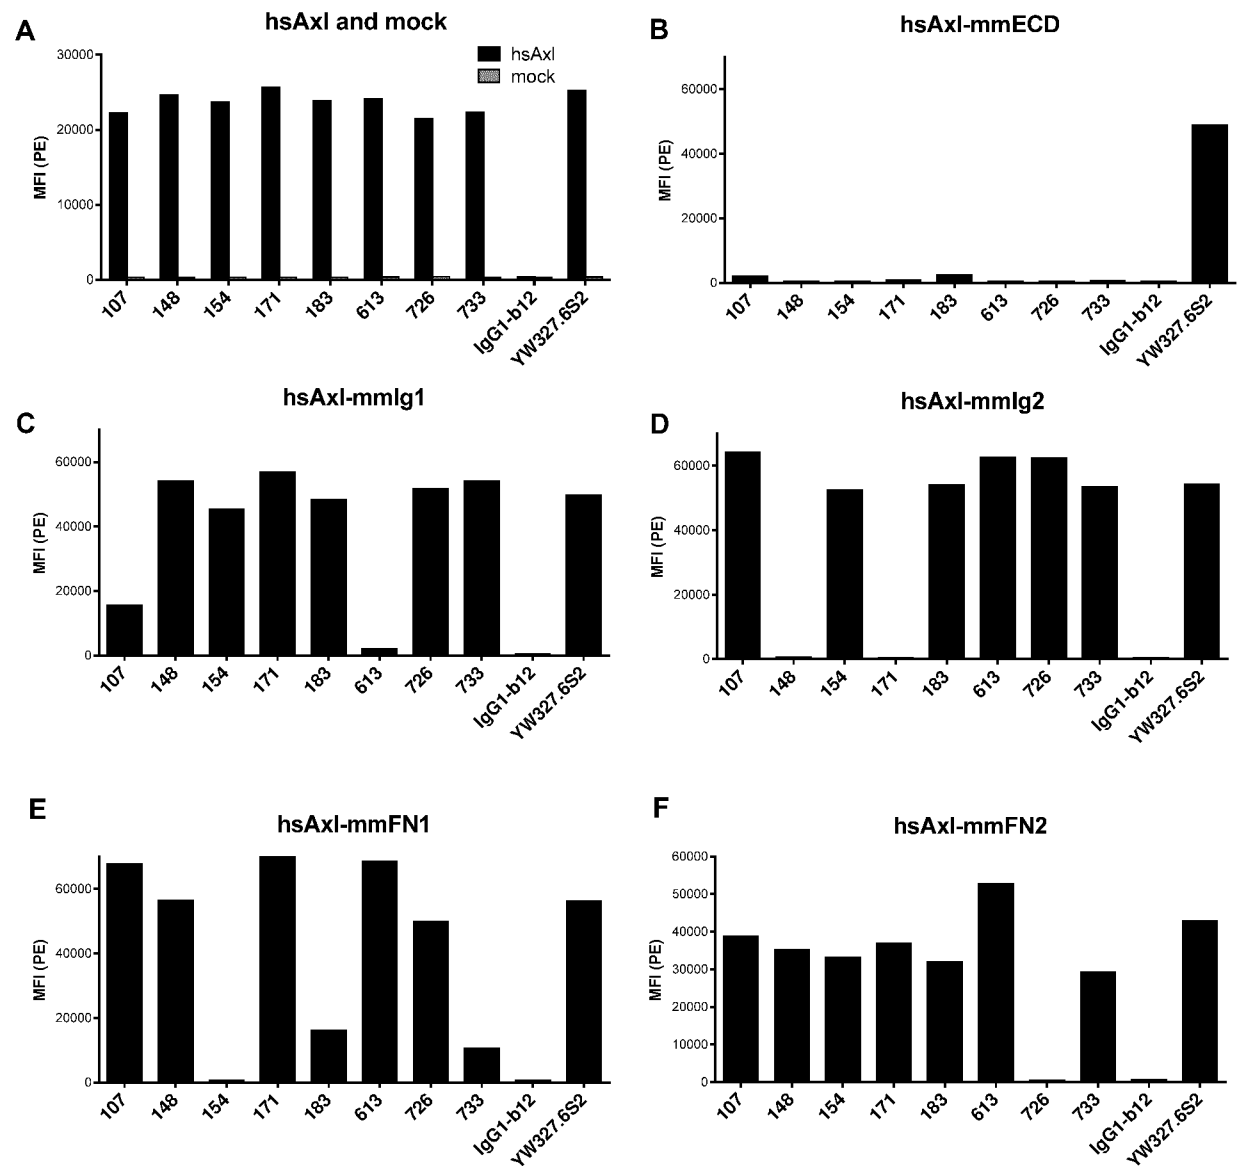 A
hsAxl and mock
30000
20000
10000
0
MFI (PE)
hsAxl
mock
107
148
154
171
183
613
726
733
IgG1-b12
YW327.6S2
B
hsAxl-mmECD
60000
40000
20000
0
MFI (PE)
107
148
154
171
183
613
726
733
IgG1-b12
YW327.6S2
C
hsAxl-mmIg1
60000
40000
20000
0
MFI (PE)
107
148
154
171
183
613
726
733
IgG1-b12
YW327.6S2
D
hsAxl-mmIg2
60000
40000
20000
0
MFI (PE)
107
148
154
171
183
613
726
733
IgG1-b12
YW327.6S2
E
hsAxl-mmFN1
60000
40000
20000
0
MFI (PE)
107
148
154
171
183
613
726
733
IgG1-b12
YW327.6S2
F
hsAxl-mmFN2
60000
50000
40000
30000
20000
10000
0
MFI (PE)
107
148
154
171
183
613
726
733
IgG1-b12
YW327.6S2